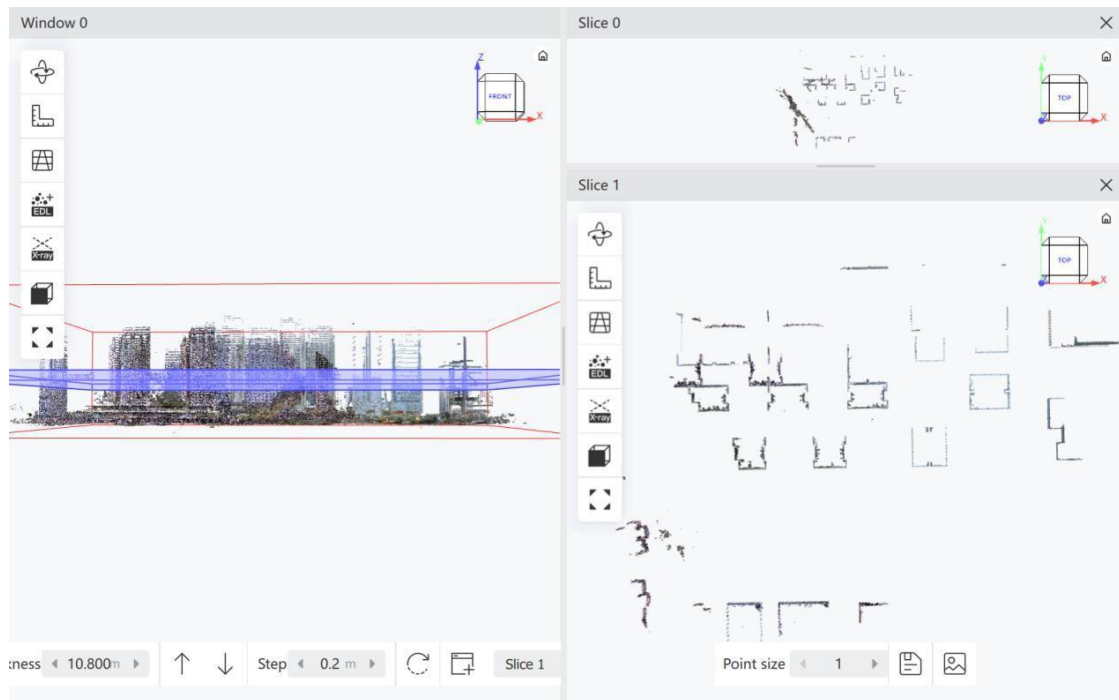 Window 0
Z
FRONT
X
EDL
X-ray
kness 10.800m
Step 0.2 m
Slice 1
Slice 0
Y
TOP
Z
X
Slice 1
Y
TOP
Z
X
EDL
X-ray
Point size 1